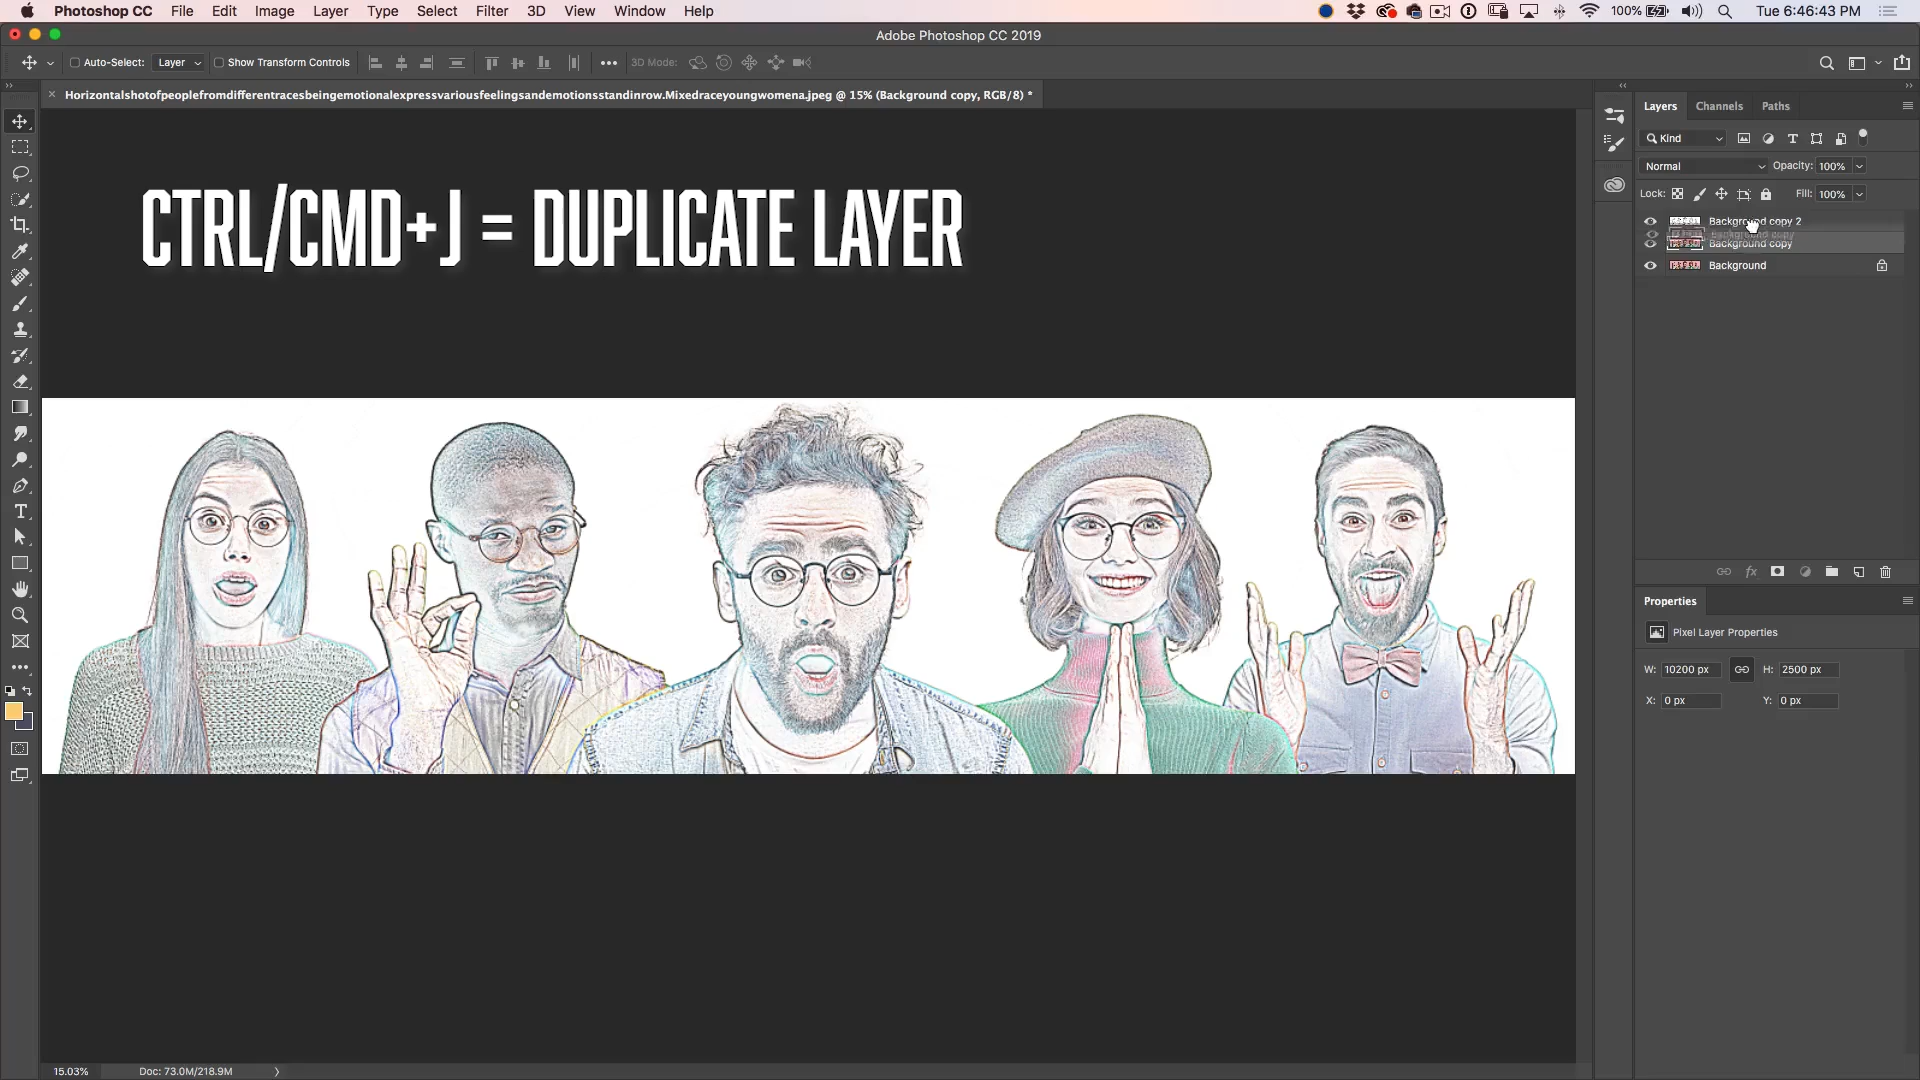 Photoshop CC File Edit Image Layer Type Select Filter 3D View Window Help 100% Tue 6:46:43 PM
Adobe Photoshop CC 2019
Auto-Select: Layer Show Transform Controls 3D Mode:
Horizontalshotofpeoplefromdifferentracesbeingemotionalexpressvariousfeelingsandemotionsstandinrow.Mixedraceyoungwomena.jpeg @ 15% (Background copy, RGB/8) *
Layers Channels Paths
Kind
Normal Opacity: 100%
Lock: Fill: 100%
Background copy 2
Background copy
Background copy
Background
CTRL/CMD+J = DUPLICATE LAYER
Properties
Pixel Layer Properties
W: 10200 px H: 2500 px
X: 0 px Y: 0 px
15.03% Doc: 73.0M/218.9M